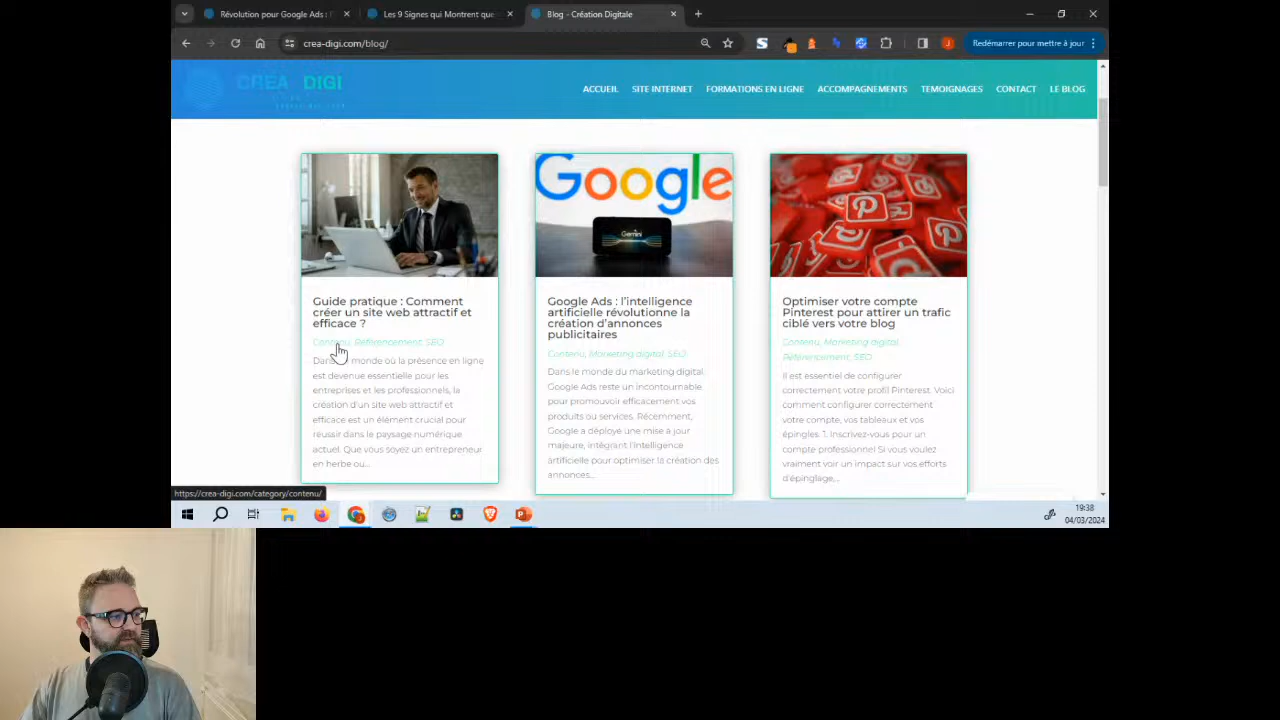 Révolution pour Google Ads :
Les 9 Signes qui Montrent que
Blog - Création Digitale
crea-digi.com/blog/
Redémarrer pour mettre à jour
CREA DIGI
ACCUEIL
SITE INTERNET
FORMATIONS EN LIGNE
ACCOMPAGNEMENTS
TEMOIGNAGES
CONTACT
LE BLOG
Guide pratique : Comment
créer un site web attractif et
efficace ?
Contenu, Référencement, SEO
Dans le monde où la présence en ligne
est devenue essentielle pour les
entreprises et les professionnels, la
création d'un site web attractif et
efficace est un élément crucial pour
réussir dans le paysage numérique
actuel. Que vous soyez un entrepreneur
en herbe ou...
Google
Gemini
Google Ads : l'intelligence
artificielle révolutionne la
création d'annonces
publicitaires
Contenu, Marketing digital, SEO
Dans le monde du marketing digital,
Google Ads reste un incontournable
pour promouvoir efficacement vos
produits ou services. Récemment,
Google a déployé une mise à jour
majeure, intégrant l'intelligence
artificielle pour optimiser la création des
annonces...
Optimiser votre compte
Pinterest pour attirer un trafic
ciblé vers votre blog
Contenu, Marketing digital,
Référencement, SEO
Il est essentiel de configurer
correctement votre profil Pinterest. Voici
comment configurer correctement
votre compte, vos tableaux et vos
épingles. 1. Inscrivez-vous pour un
compte professionnel Si vous voulez
vraiment voir un impact sur vos efforts
d'épinglage,...
https://crea-digi.com/category/contenu/
19:38
04/03/2024